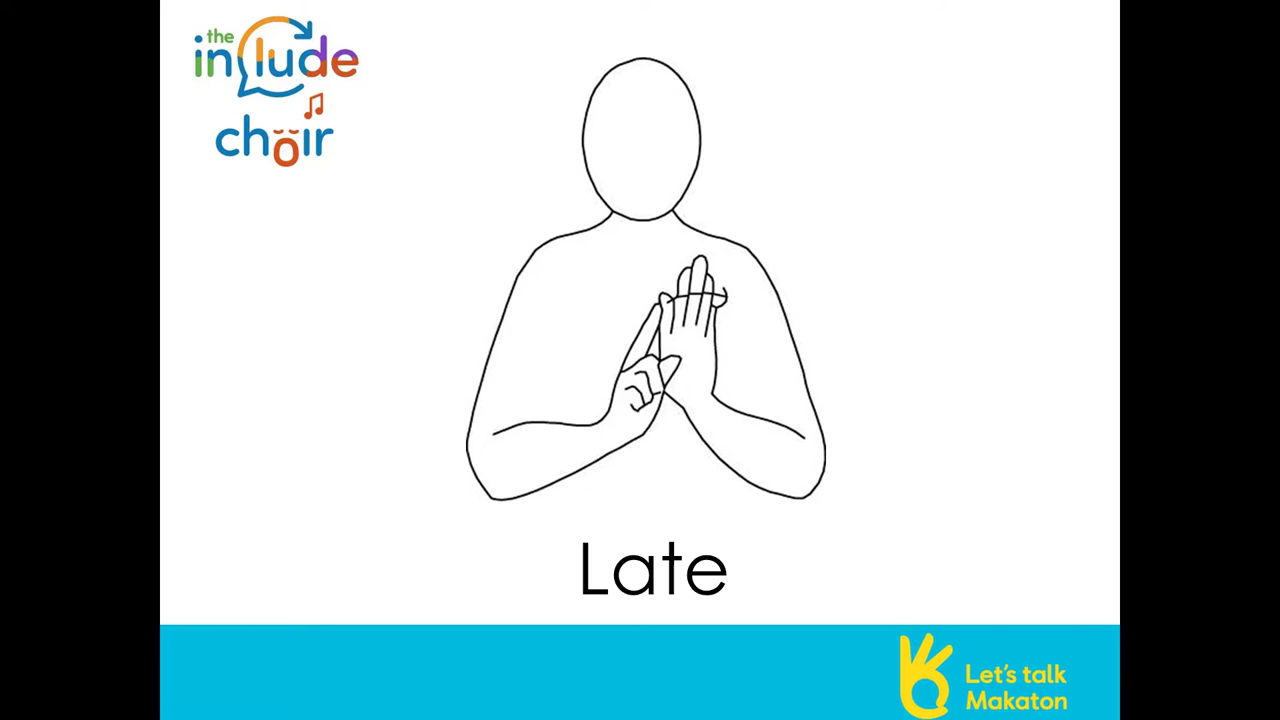 the
include
choir
Late
Let's talk
Makaton